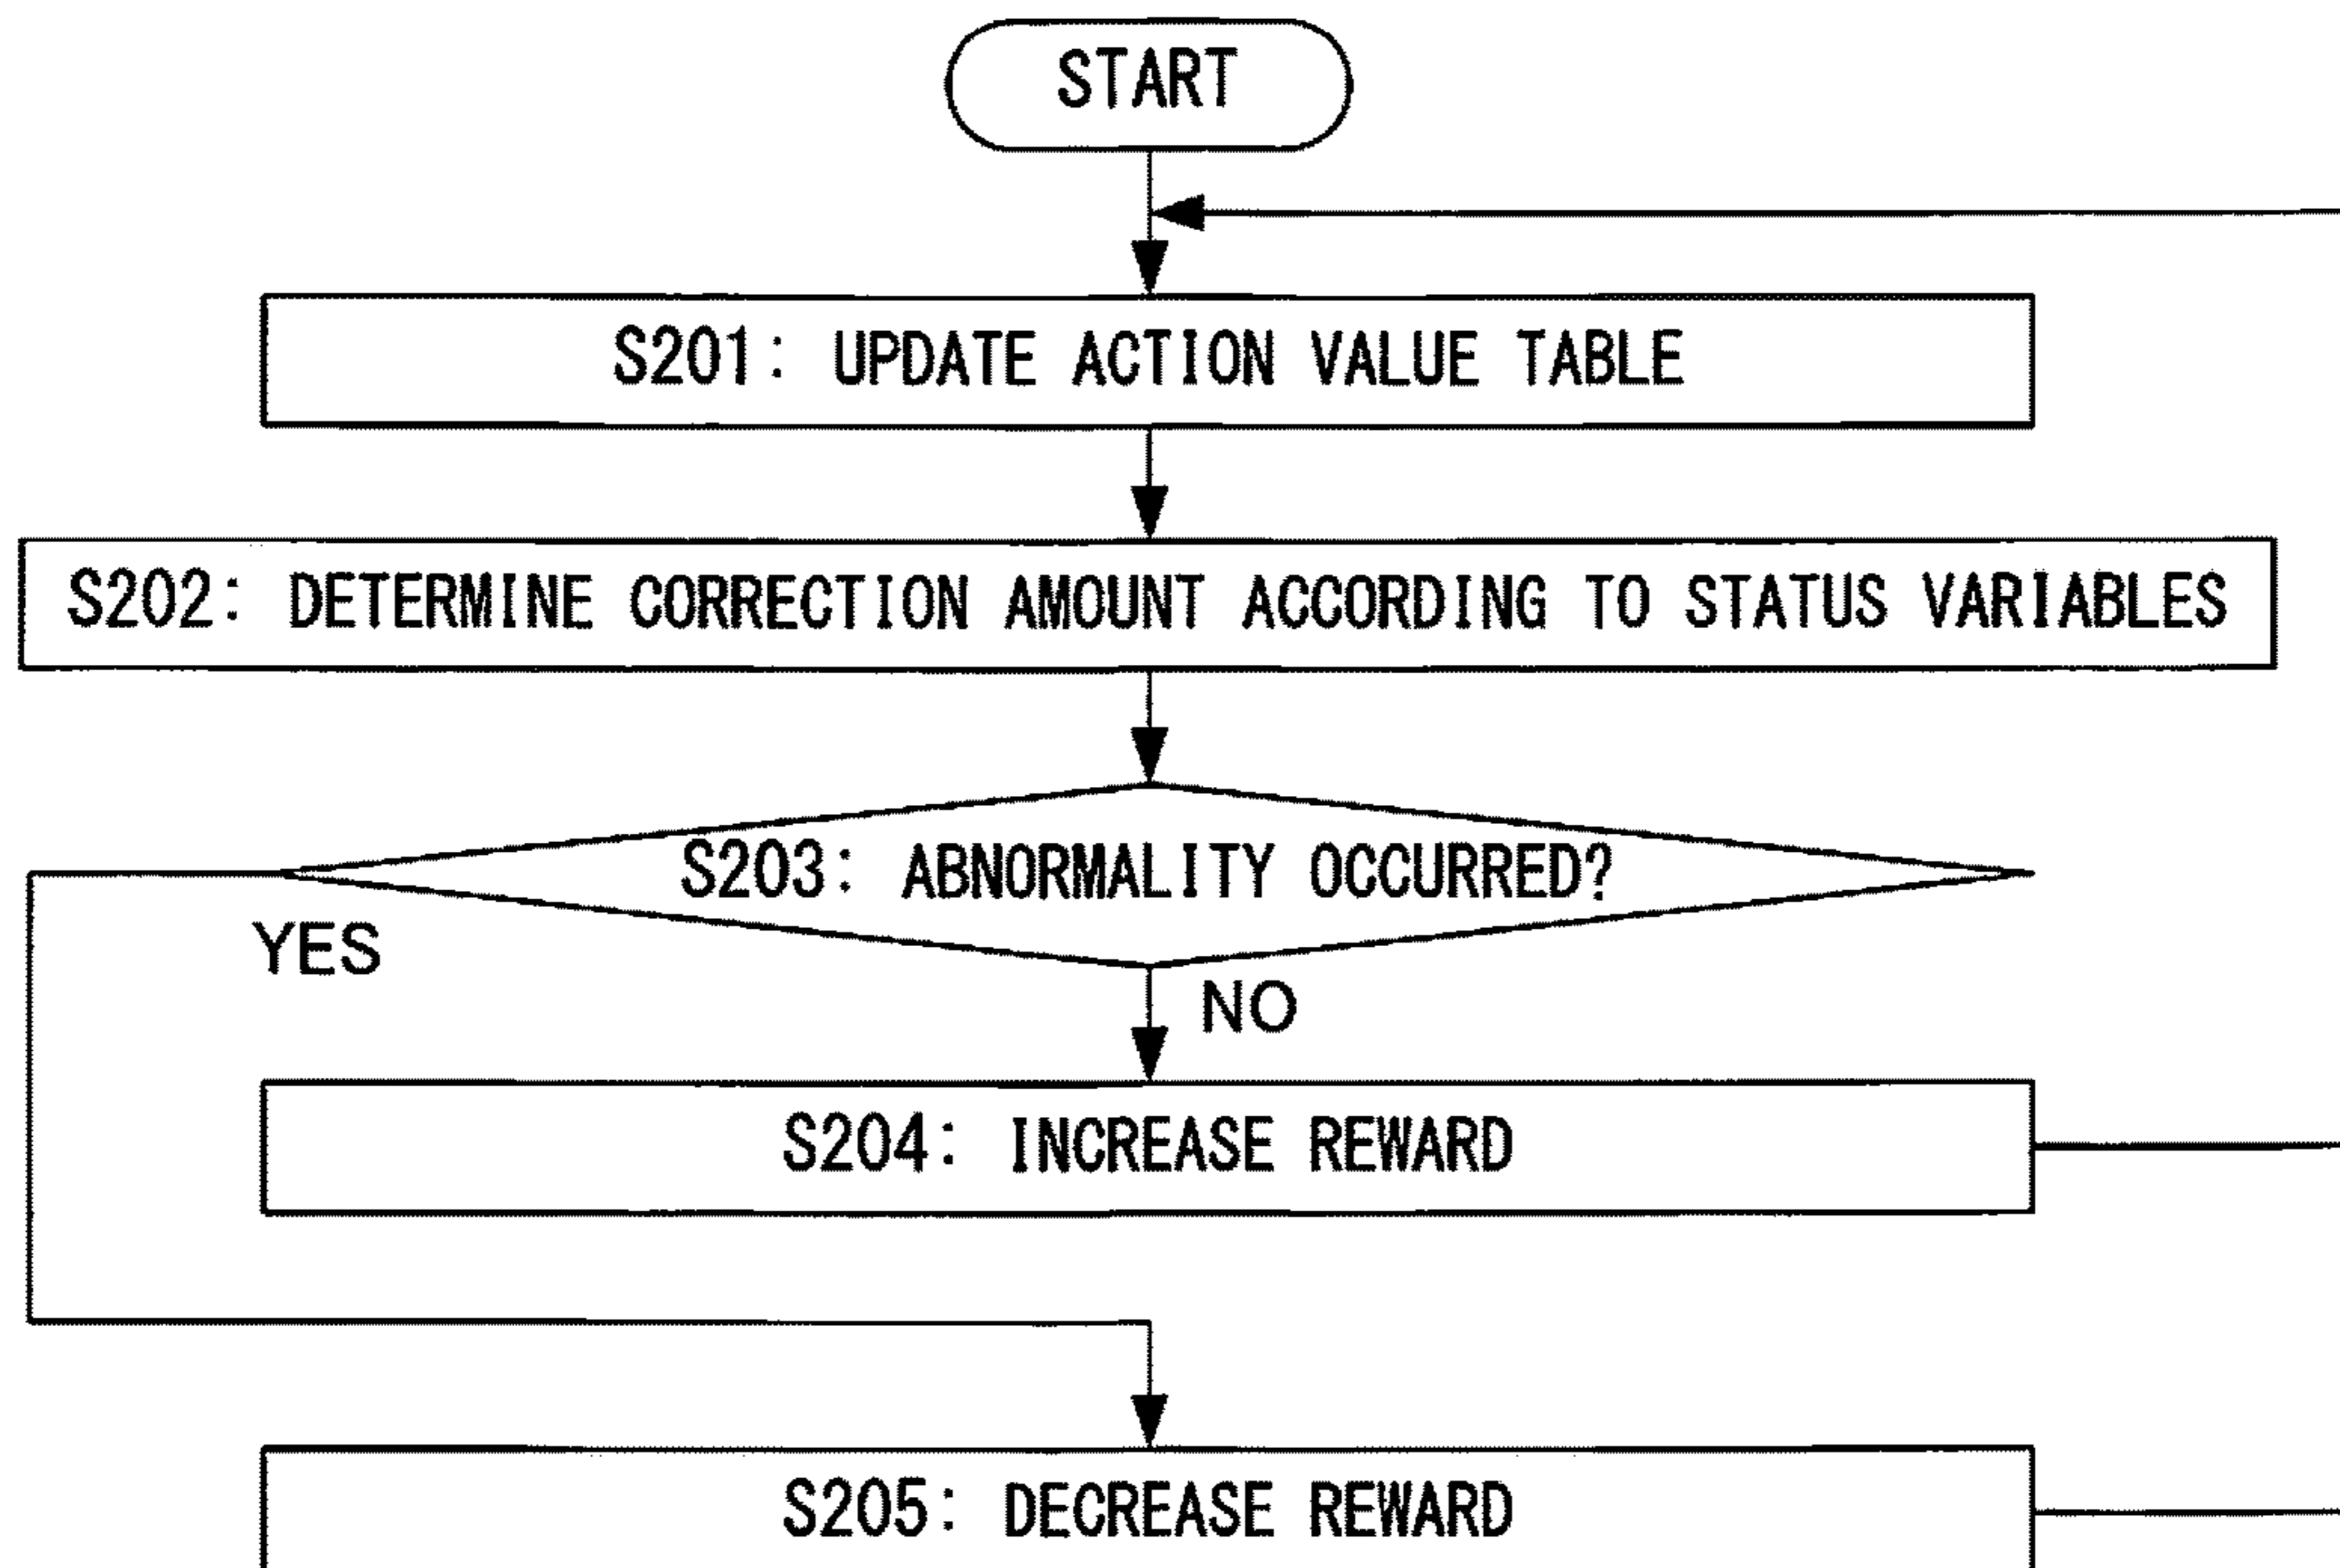 START
S201: UPDATE ACTION VALUE TABLE
S202: DETERMINE CORRECTION AMOUNT ACCORDING TO STATUS VARIABLES
S203: ABNORMALITY OCCURRED?
YES
NO
S204: INCREASE REWARD
S205: DECREASE REWARD